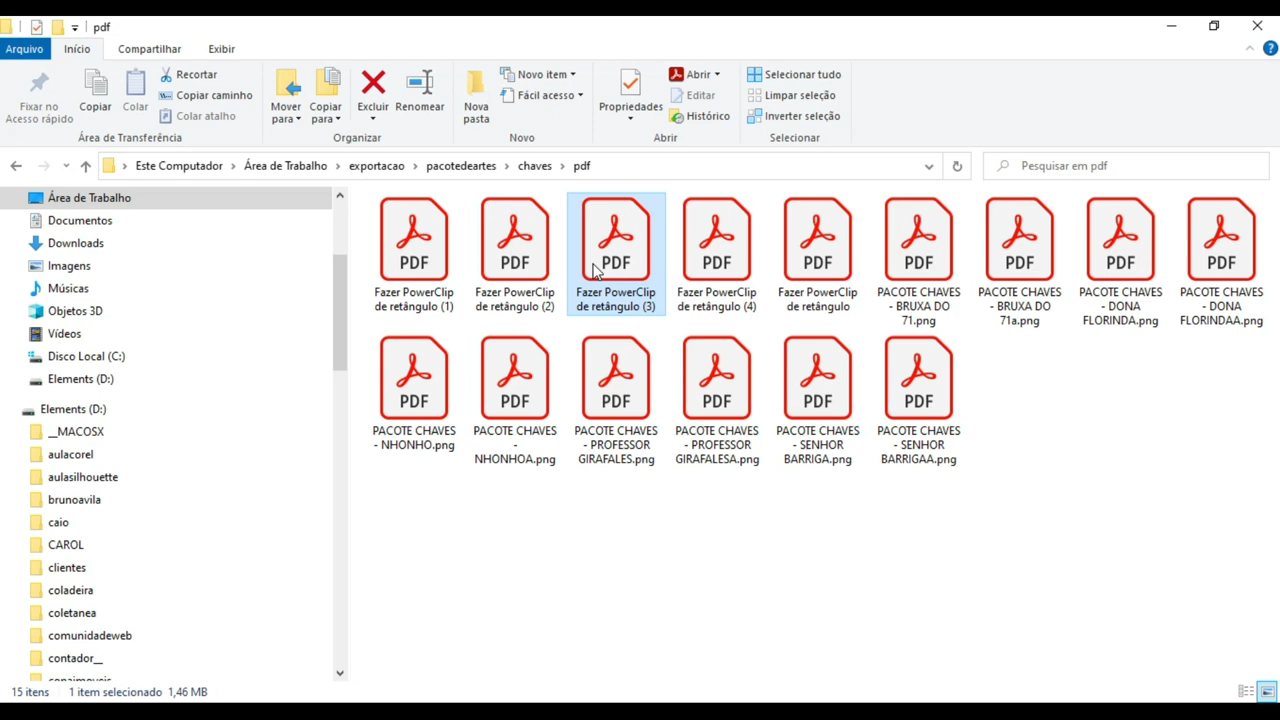 pdf
Arquivo
Início
Compartilhar
Exibir
Fixar no
Acesso rápido
Copiar
Colar
Recortar
Copiar caminho
Colar atalho
Área de Transferência
Mover
para
Copiar
para
Excluir
Renomear
Organizar
Nova
pasta
Novo item
Fácil acesso
Novo
Propriedades
Abrir
Editar
Histórico
Abrir
Selecionar tudo
Limpar seleção
Inverter seleção
Selecionar
Este Computador > Área de Trabalho > exportacao > pacotedeartes > chaves > pdf
Pesquisar em pdf
Área de Trabalho
Documentos
Downloads
Imagens
Músicas
Objetos 3D
Vídeos
Disco Local (C:)
Elements (D:)
Elements (D:)
__MACOSX
aulacorel
aulasilhouette
brunoavila
caio
CAROL
clientes
coladeira
coletanea
comunidadeweb
contador__
PDF
Fazer PowerClip
de retângulo (1)
PDF
Fazer PowerClip
de retângulo (2)
PDF
Fazer PowerClip
de retângulo (3)
PDF
Fazer PowerClip
de retângulo (4)
PDF
Fazer PowerClip
de retângulo
PDF
PACOTE CHAVES
- BRUXA DO
71.png
PDF
PACOTE CHAVES
- BRUXA DO
71a.png
PDF
PACOTE CHAVES
- DONA
FLORINDA.png
PDF
PACOTE CHAVES
- DONA
FLORINDAA.png
PDF
PACOTE CHAVES
- NHONHO.png
PDF
PACOTE CHAVES
-
NHONHOA.png
PDF
PACOTE CHAVES
- PROFESSOR
GIRAFALES.png
PDF
PACOTE CHAVES
- PROFESSOR
GIRAFALESA.png
PDF
PACOTE CHAVES
- SENHOR
BARRIGA.png
PDF
PACOTE CHAVES
- SENHOR
BARRIGAA.png
15 itens
1 item selecionado 1,46 MB